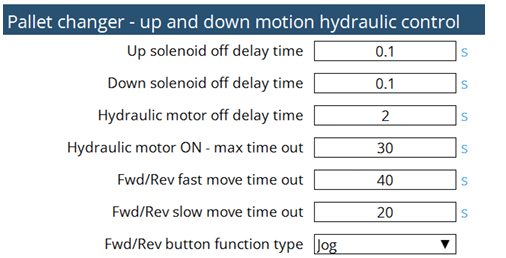 Pallet changer - up and down motion hydraulic control
Up solenoid off delay time 0.1 s
Down solenoid off delay time 0.1 s
Hydraulic motor off delay time 2 s
Hydraulic motor ON - max time out 30 s
Fwd/Rev fast move time out 40 s
Fwd/Rev slow move time out 20 s
Fwd/Rev button function type Jog ▼